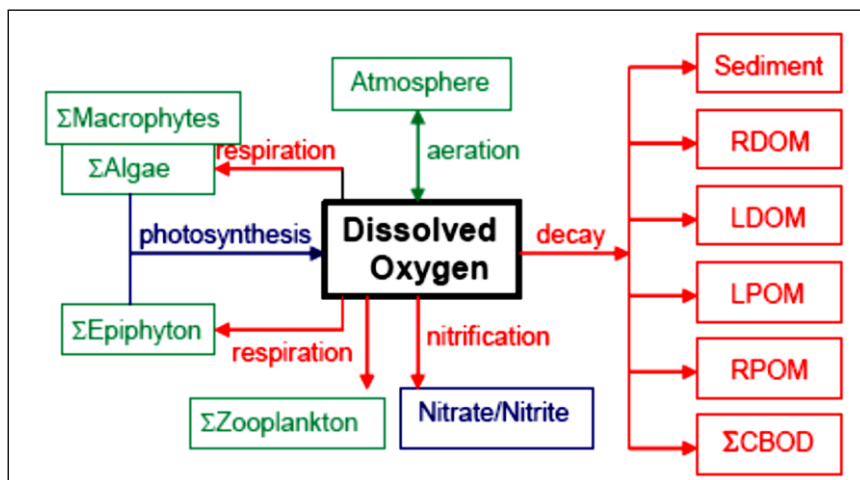 Sediment
Atmosphere
ΣMacrophytes
respiration
aeration
RDOM
ΣAlgae
photosynthesis
Dissolved
Oxygen
decay
LDOM
LPOM
ΣEpiphyton
respiration
nitrification
RPOM
ΣZooplankton
Nitrate/Nitrite
ΣCBOD